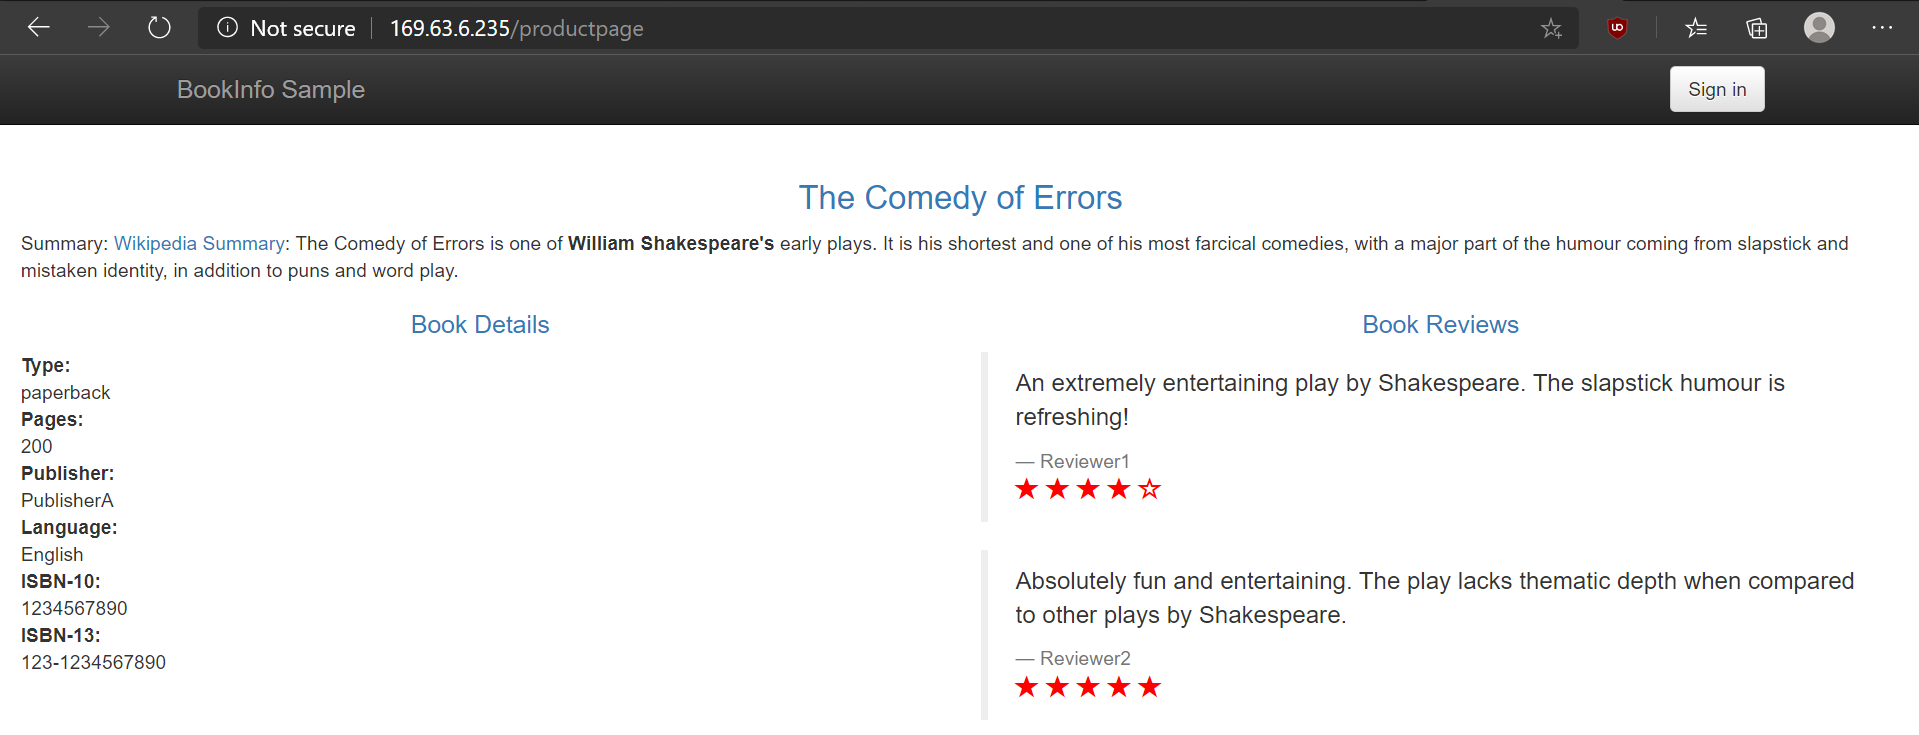 Not secure | 169.63.6.235/productpage
BookInfo Sample
Sign in
The Comedy of Errors
Summary: Wikipedia Summary: The Comedy of Errors is one of William Shakespeare's early plays. It is his shortest and one of his most farcical comedies, with a major part of the humour coming from slapstick and
mistaken identity, in addition to puns and word play.
Book Details
Type:
paperback
Pages:
200
Publisher:
PublisherA
Language:
English
ISBN-10:
1234567890
ISBN-13:
123-1234567890
Book Reviews
An extremely entertaining play by Shakespeare. The slapstick humour is
refreshing!
— Reviewer1
★★★★☆
Absolutely fun and entertaining. The play lacks thematic depth when compared
to other plays by Shakespeare.
— Reviewer2
★★★★★